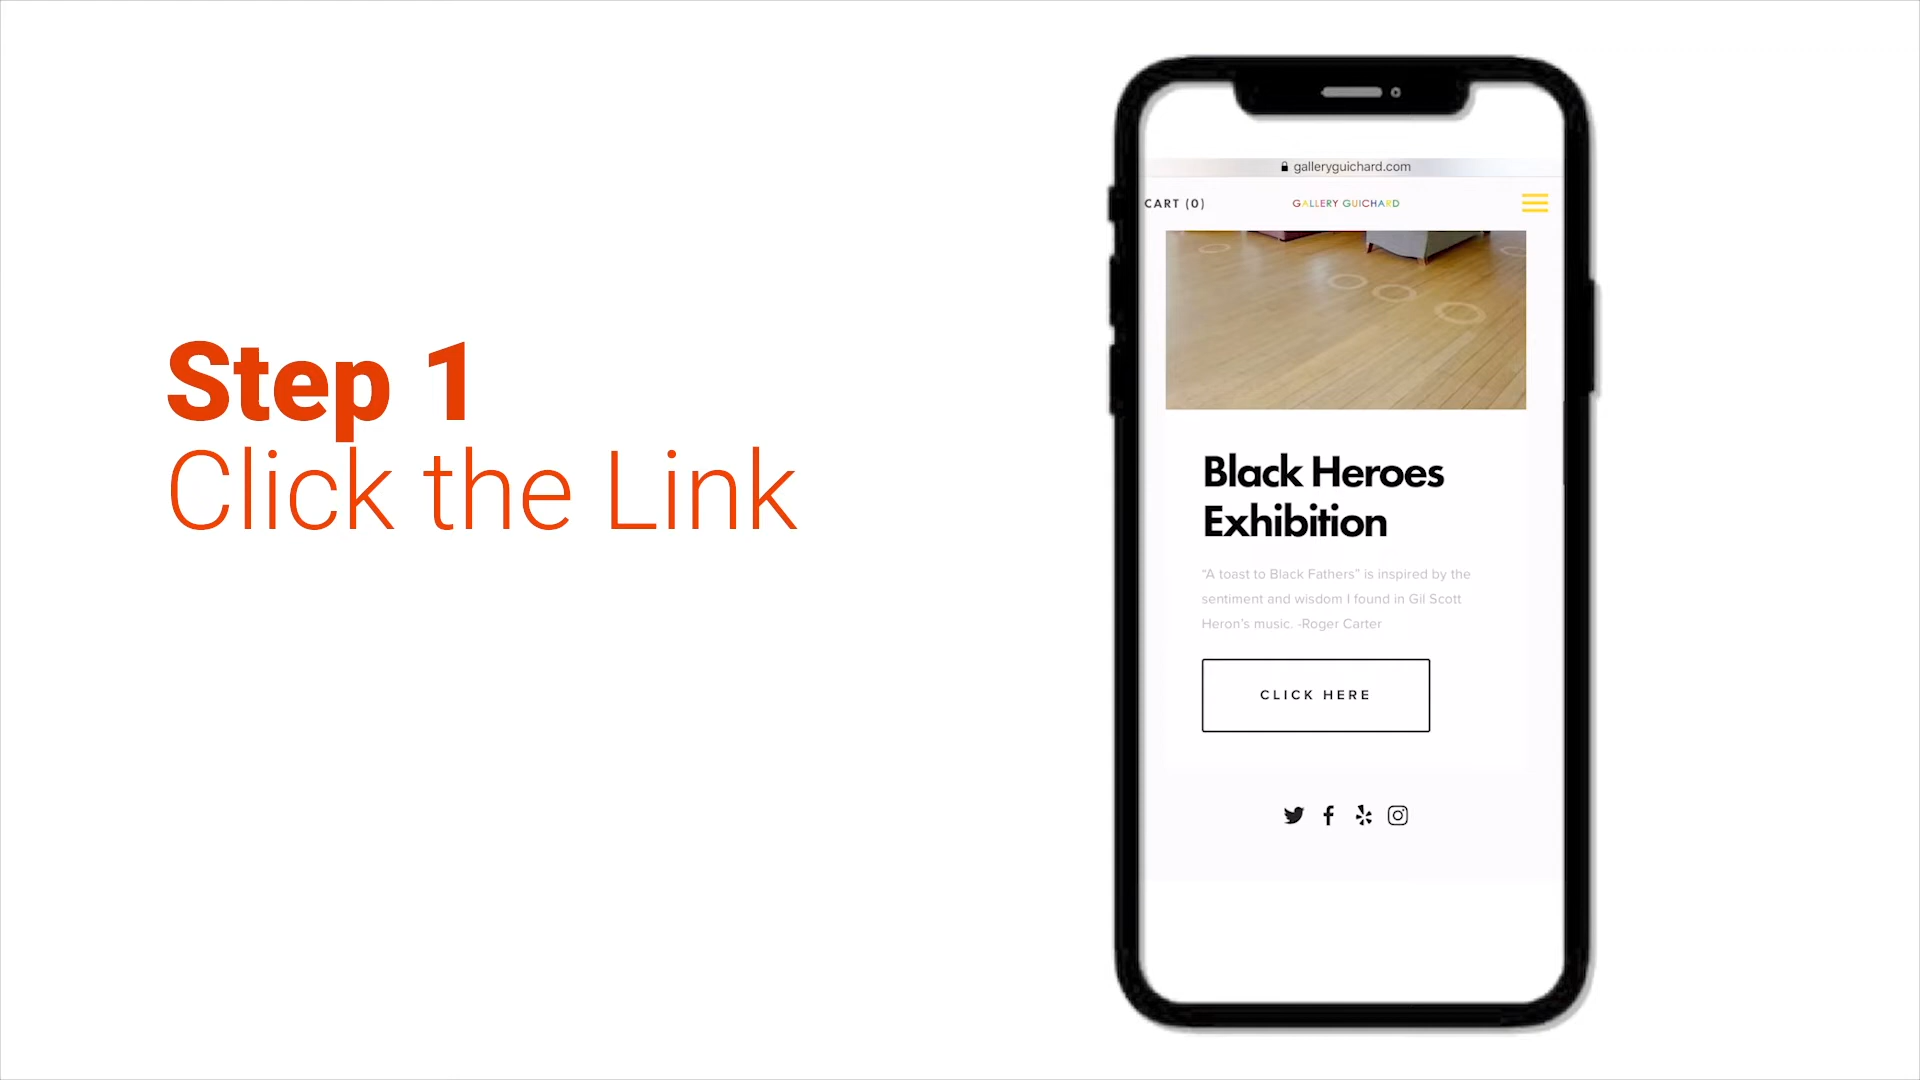 Step 1
Click the Link
galleryguichard.com
CART (0)
GALLERY GUICHARD
Black Heroes
Exhibition
“A toast to Black Fathers” is inspired by the
sentiment and wisdom I found in Gil Scott
Heron’s music. -Roger Carter
CLICK HERE